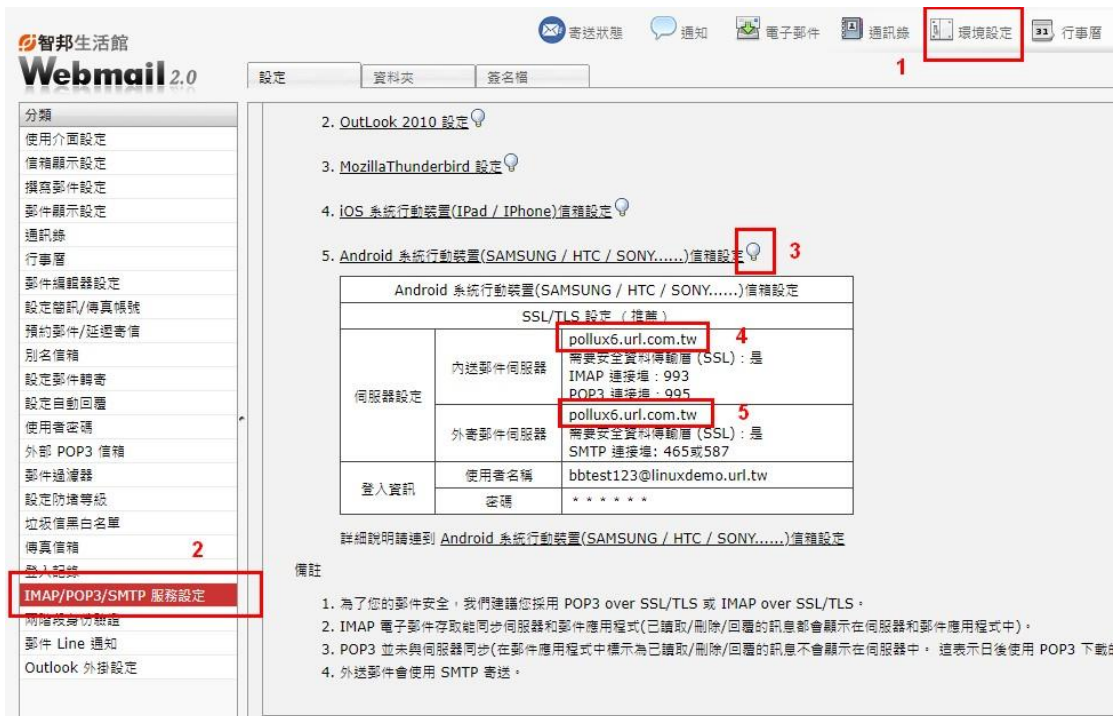 智邦生活館
Webmail 2.0
寄送狀態 通知 電子郵件 通訊錄 環境設定 行事曆
1
設定 資料夾 簽名檔
分類
使用介面設定
信箱顯示設定
撰寫郵件設定
郵件顯示設定
通訊錄
行事曆
郵件編輯器設定
設定簡訊/傳真帳號
預約郵件/延遲寄信
別名信箱
設定郵件轉寄
設定自動回覆
使用者密碼
外部 POP3 信箱
郵件過濾器
設定防堵等級
垃圾信黑白名單
傳真信箱
2
登入記錄
IMAP/POP3/SMTP 服務設定
兩階段身份驗證
郵件 Line 通知
Outlook 外掛設定
2. OutLook 2010 設定
3. MozillaThunderbird 設定
4. iOS 系統行動裝置(IPad / IPhone)信箱設定
5. Android 系統行動裝置(SAMSUNG / HTC / SONY......)信箱設定
3
Android 系統行動裝置(SAMSUNG / HTC / SONY......)信箱設定
SSL/TLS 設定 (推薦)
伺服器設定
內送郵件伺服器
pollux6.url.com.tw
4
需要安全資料傳輸層 (SSL)：是
IMAP 連接埠：993
POP3 連接埠：995
外寄郵件伺服器
pollux6.url.com.tw
5
需要安全資料傳輸層 (SSL)：是
SMTP 連接埠: 465或587
登入資訊
使用者名稱 bbtest123@linuxdemo.url.tw
密碼 * * * * * *
詳細說明請連到 Android 系統行動裝置(SAMSUNG / HTC / SONY......)信箱設定
備註
1. 為了您的郵件安全，我們建議您採用 POP3 over SSL/TLS 或 IMAP over SSL/TLS。
2. IMAP 電子郵件存取能同步伺服器和郵件應用程式(已讀取/刪除/回覆的訊息都會顯示在伺服器和郵件應用程式中)。
3. POP3 並未與伺服器同步(在郵件應用程式中標示為已讀取/刪除/回覆的訊息不會顯示在伺服器中。 這表示日後使用 POP3 下載
4. 外送郵件會使用 SMTP 寄送。